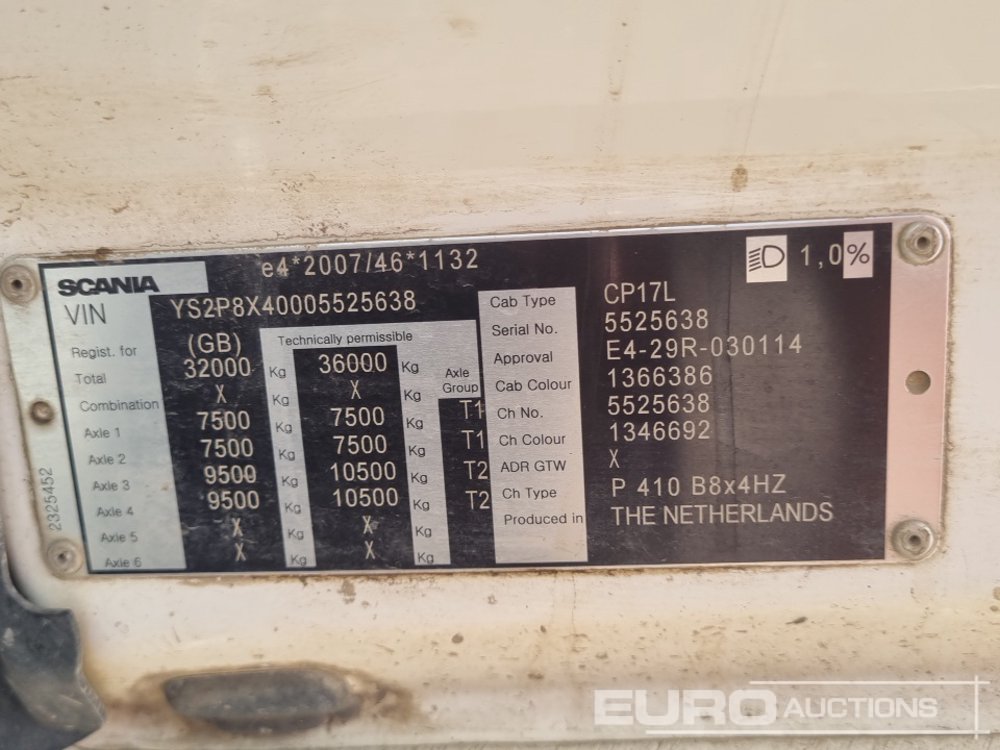 SCANIA e4*2007/46*1132 1,0%
VIN YS2P8X40005525638
Regist. for (GB) Technically permissible
Total 32000 Kg 36000 Kg Axle Group
Combination X Kg X Kg
Axle 1 7500 Kg 7500 Kg T1
Axle 2 7500 Kg 7500 Kg T1
Axle 3 9500 Kg 10500 Kg T2
Axle 4 9500 Kg 10500 Kg T2
Axle 5 X Kg X Kg
Axle 6 X Kg X Kg
2325452
Cab Type CP17L
Serial No. 5525638
Approval E4-29R-030114
Cab Colour 1366386
Ch No. 5525638
Ch Colour 1346692
ADR GTW X
Ch Type P 410 B8x4HZ
Produced in THE NETHERLANDS
EURO AUCTIONS